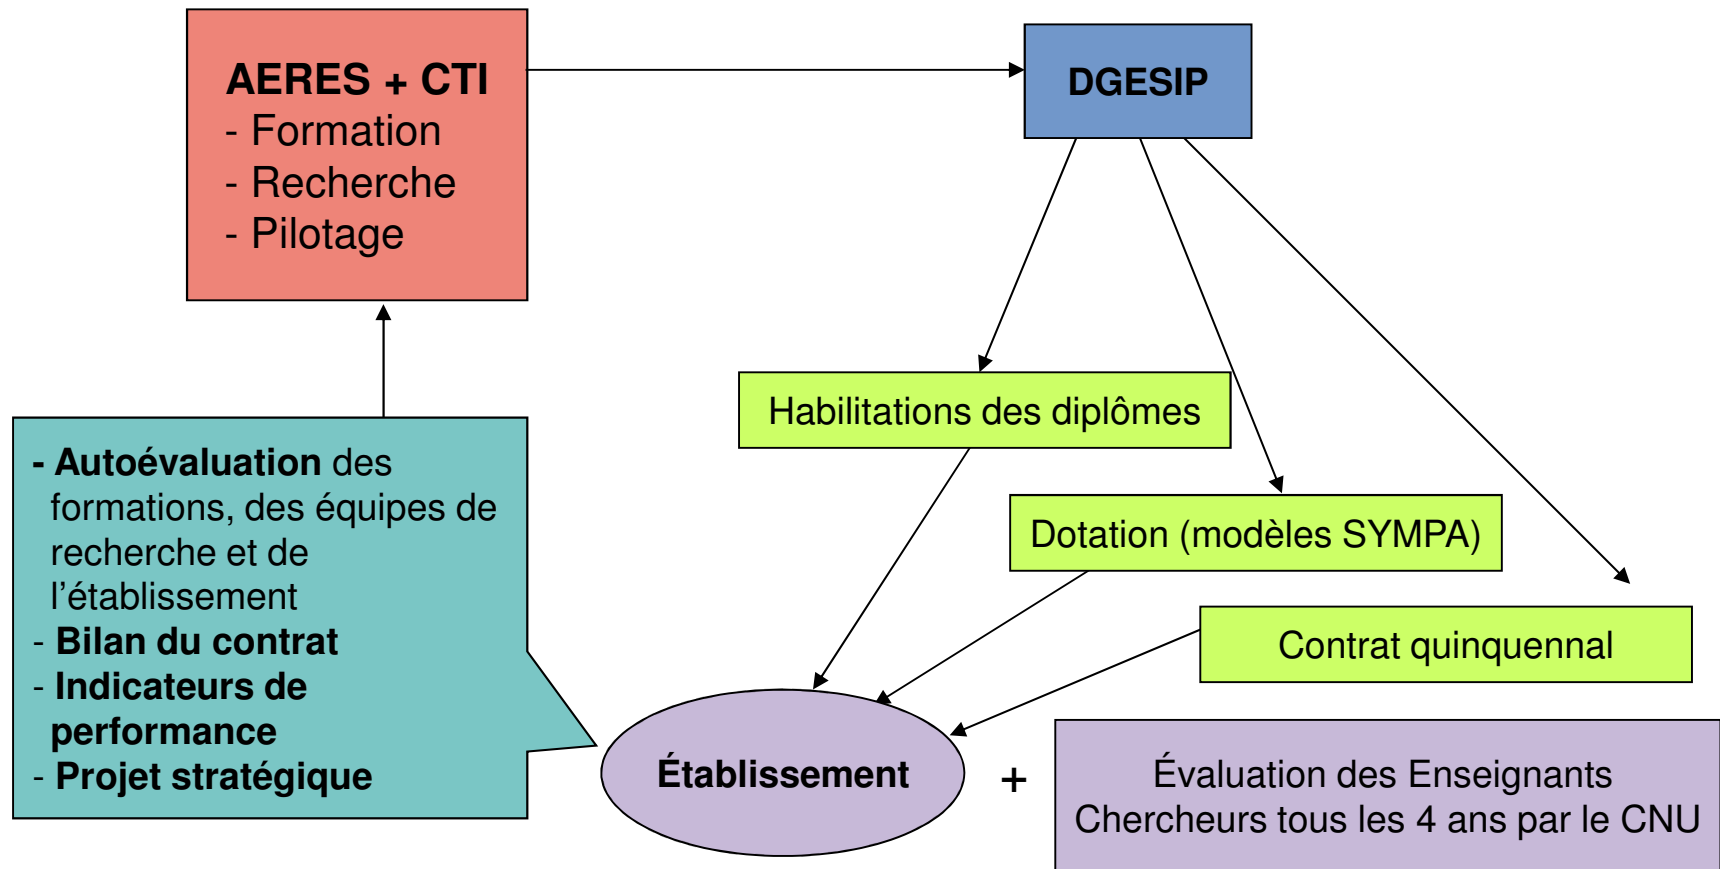 AERES + CTI
- Formation
- Recherche
- Pilotage
DGESIP
Habilitations des diplômes
Dotation (modèles SYMPA)
Contrat quinquennal
- Autoévaluation des
formations, des équipes de
recherche et de
l’établissement
- Bilan du contrat
- Indicateurs de
performance
- Projet stratégique
Établissement
+
Évaluation des Enseignants
Chercheurs tous les 4 ans par le CNU